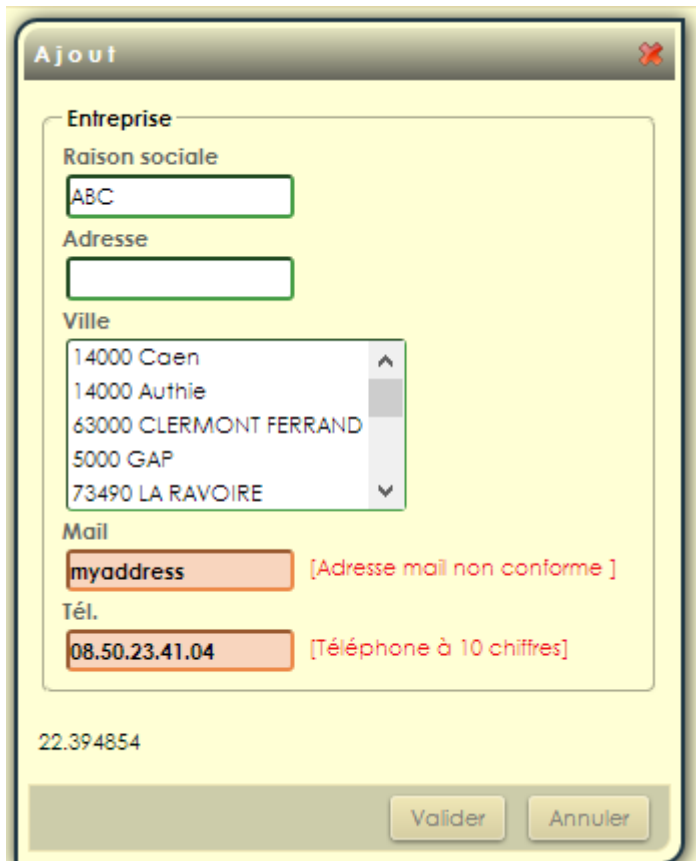 Ajout
Entreprise
Raison sociale
ABC
Adresse
Ville
14000 Caen
14000 Authie
63000 CLERMONT FERRAND
5000 GAP
73490 LA RAVOIRE
Mail
myaddress [Adresse mail non conforme ]
Tél.
08.50.23.41.04 [Téléphone à 10 chiffres]
22.394854
Valider Annuler